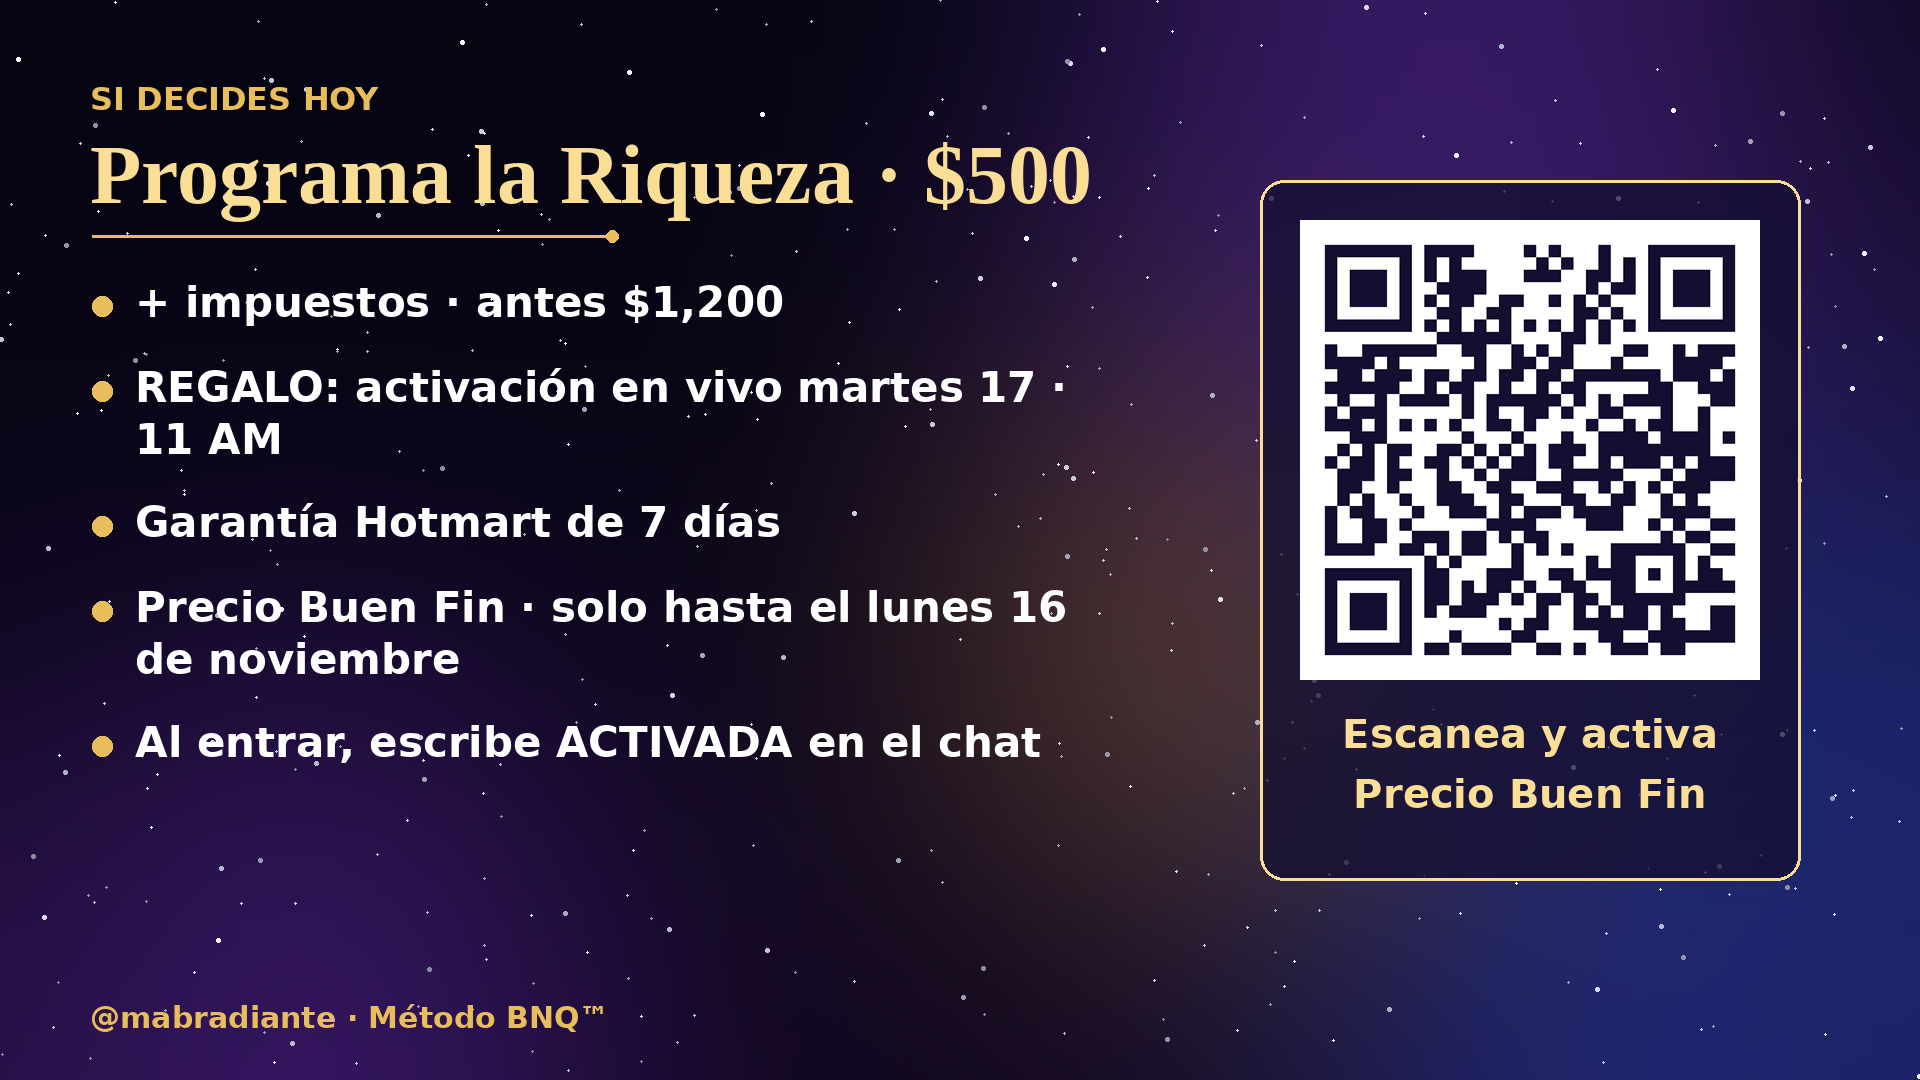 SI DECIDES HOY
Programa la Riqueza · $500
+ impuestos · antes $1,200
REGALO: activación en vivo martes 17 ·
11 AM
Garantía Hotmart de 7 días
Precio Buen Fin · solo hasta el lunes 16
de noviembre
Al entrar, escribe ACTIVADA en el chat
Escanea y activa
Precio Buen Fin
@mabradiante · Método BNQ™